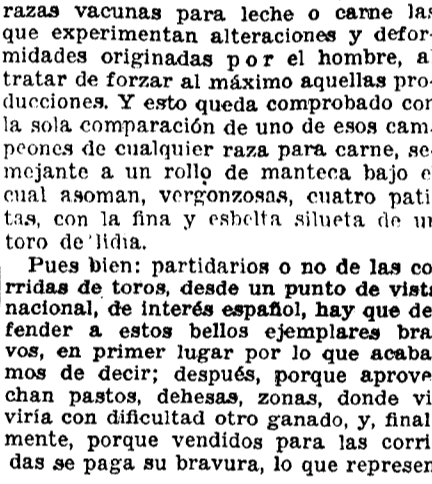 razas vacunas para leche o carne las
que experimentan alteraciones y defor-
midades originadas por el hombre, al
tratar de forzar al máximo aquellas pro-
ducciones. Y esto queda comprobado con
la sola comparación de uno de esos cam-
peones de cualquier raza para carne, se-
mejante a un rollo de manteca bajo el
cual asoman, vergonzosas, cuatro pati
tas, con la fina y esbelta silueta de un
toro de lidia.
Pues bien: partidarios o no de las co
rridas de toros, desde un punto de vista
nacional, de interés español, hay que de
fender a estos bellos ejemplares bra
vos, en primer lugar por lo que acaba
mos de decir; después, porque aprove
chan pastos, dehesas, zonas, donde vi
viría con dificultad otro ganado, y, final
mente, porque vendidos para las corri
das se paga su bravura, lo que represen